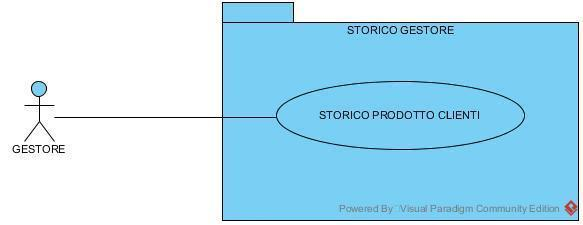 STORICO GESTORE
STORICO PRODOTTO CLIENTI
GESTORE
Powered By Visual Paradigm Community Edition